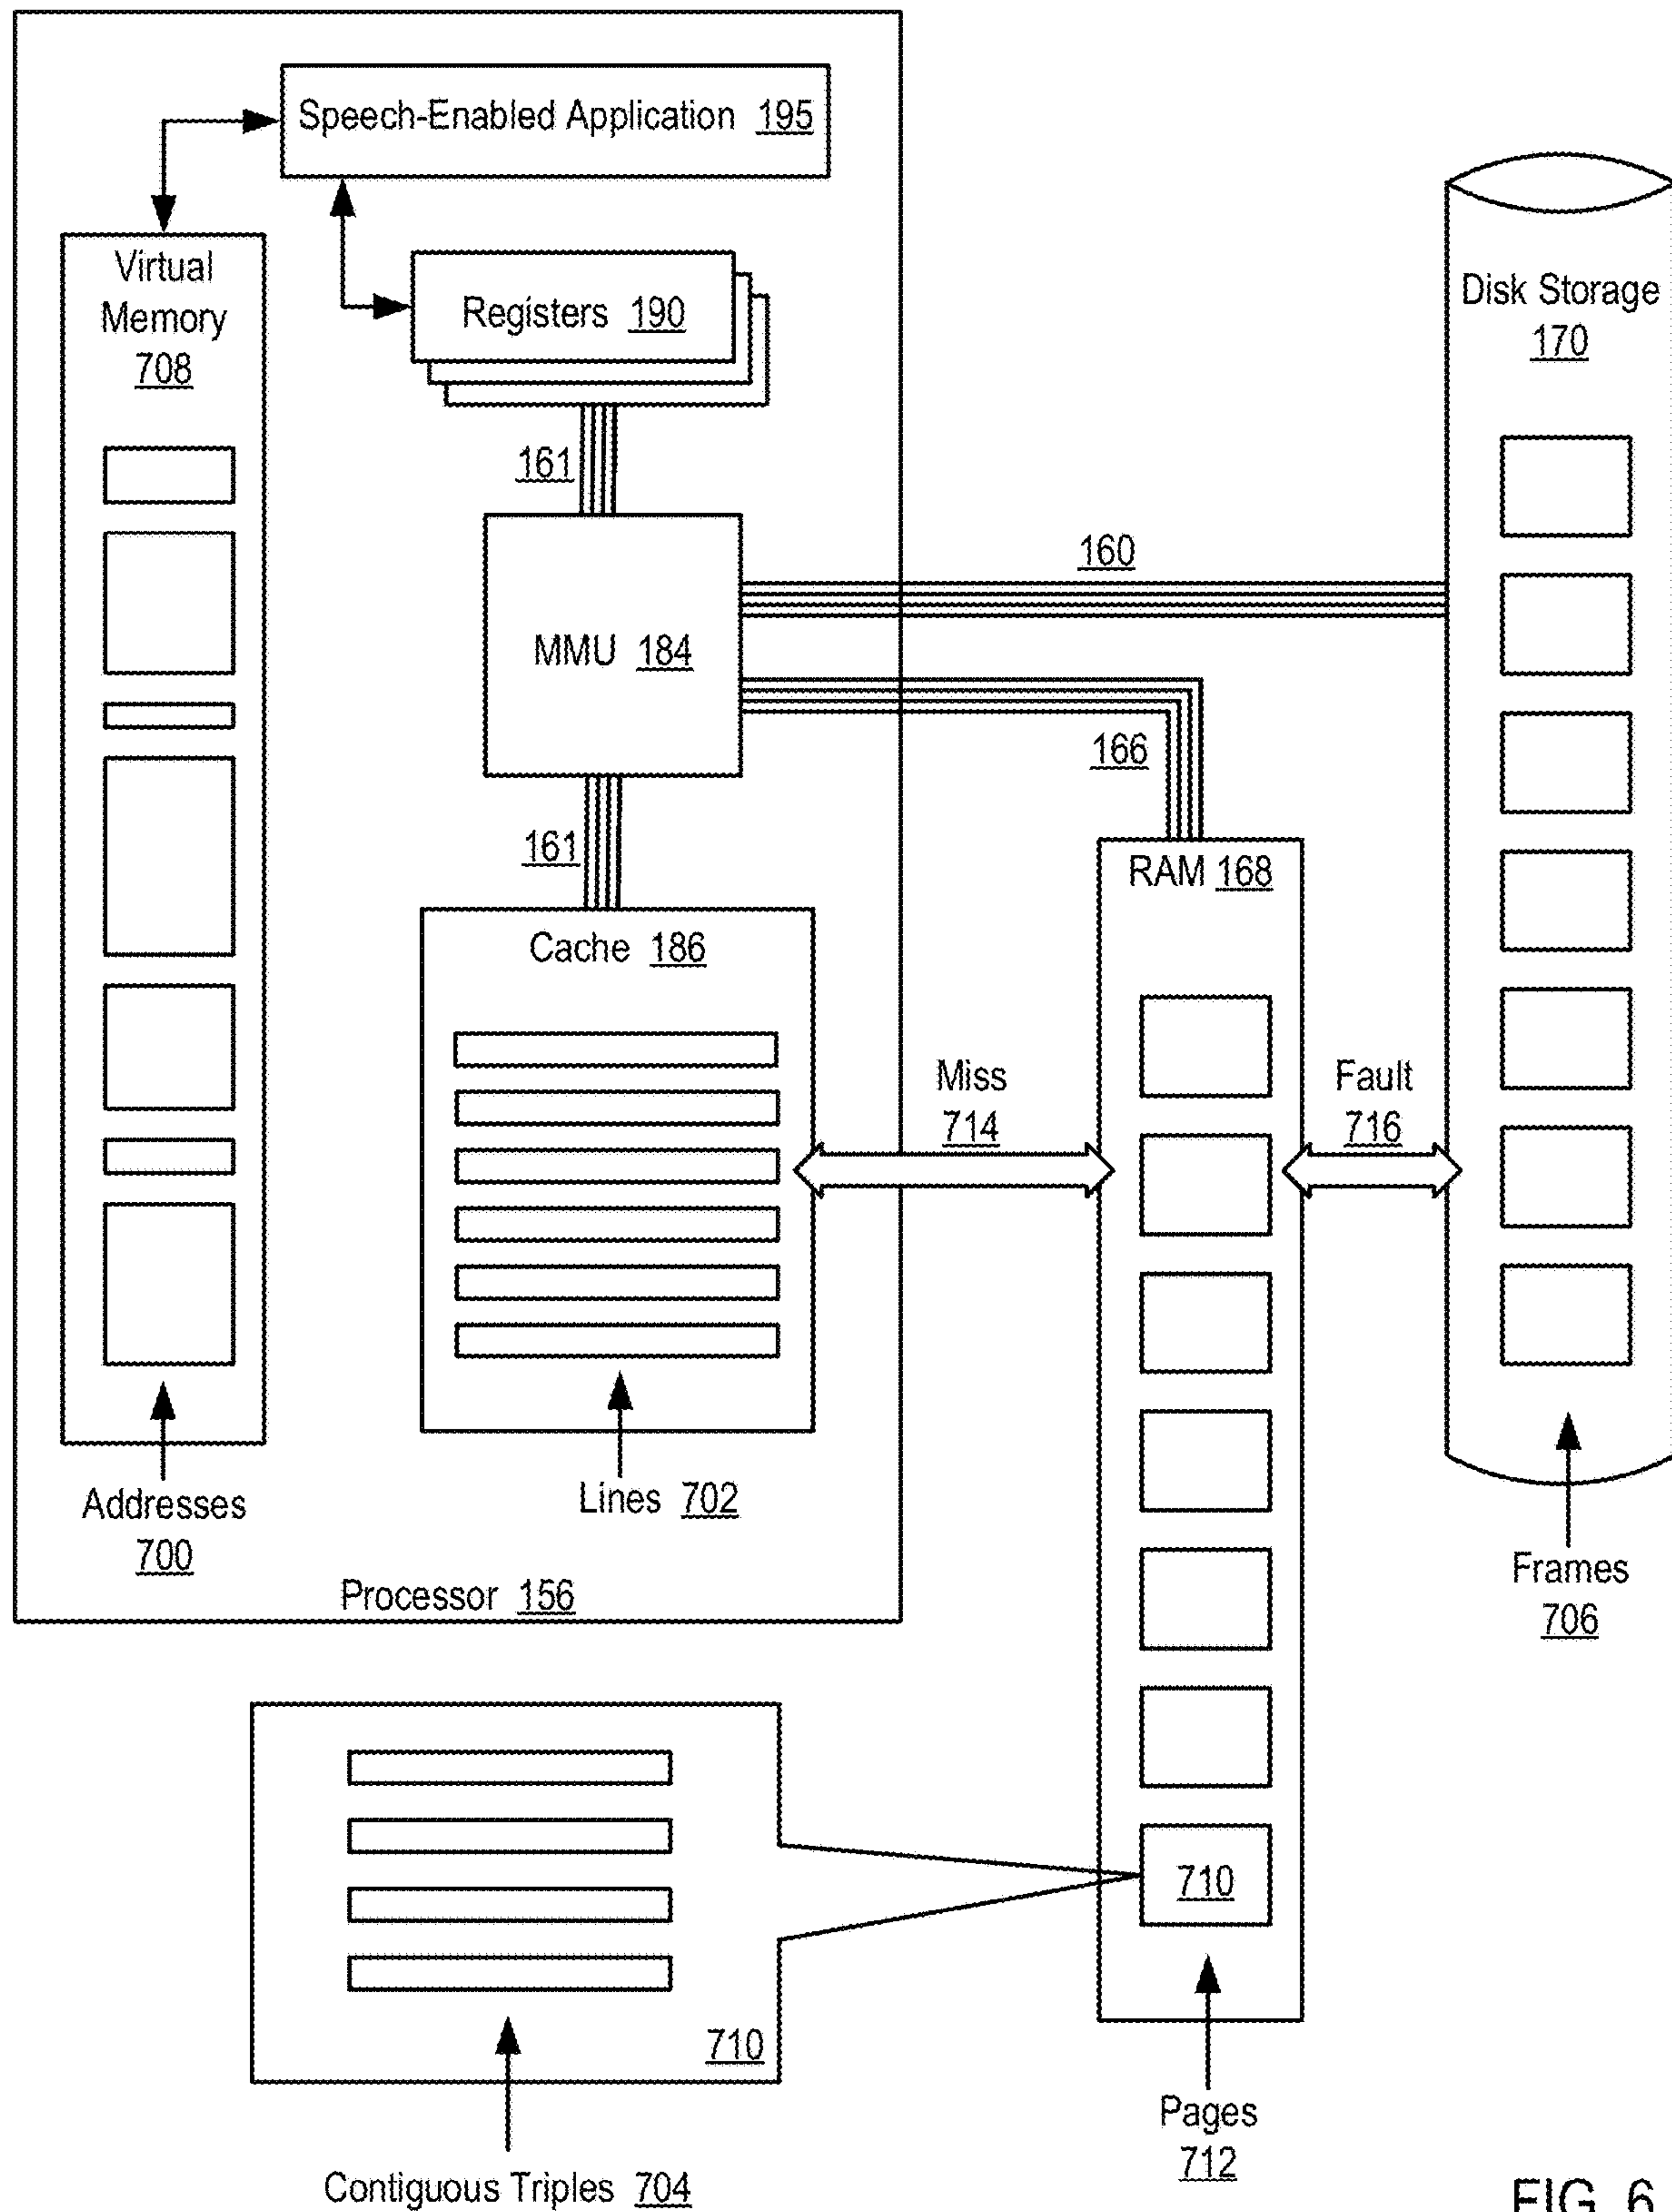 Speech-Enabled Application 195
Virtual
Memory
708
Registers 190
Disk Storage
170
161
160
MMU 184
166
161
RAM 168
Cache 186
Miss
714
Fault
716
Addresses
700
Lines 702
Frames
706
Processor 156
710
710
Pages
712
Contiguous Triples 704
FIG. 6